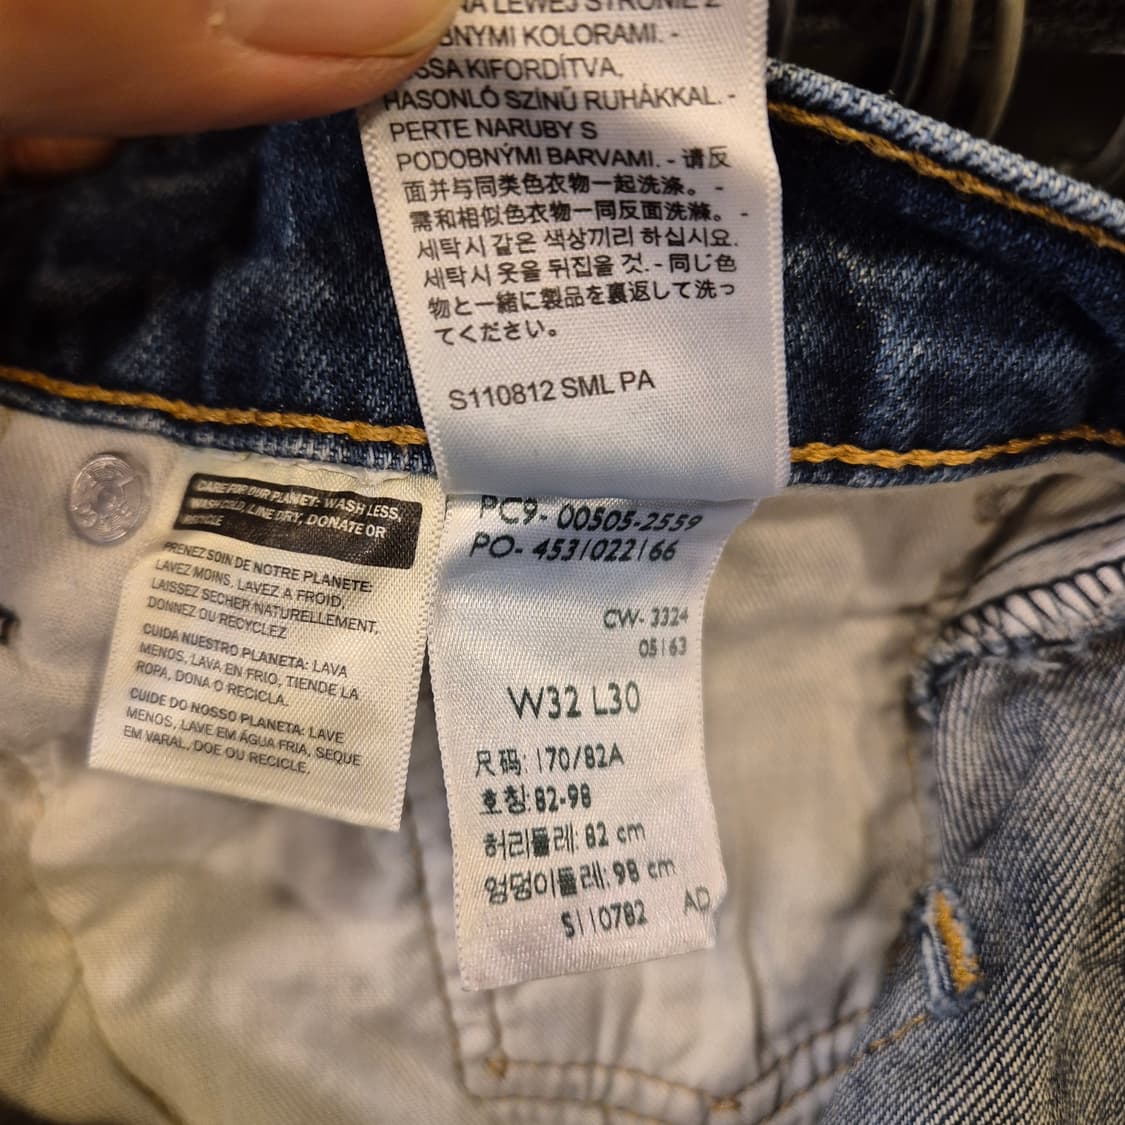 NA LEWEJ STRONIE Z
BNYMI KOLORAMI. -
SSA KIFORDÍTVA,
HASONLÓ SZÍNŰ RUHÁKKAL. -
PERTE NARUBY S
PODOBNÝMI BARVAMI. - 请反
面并与同类色衣物一起洗涤。 -
需和相似色衣物一同反面洗滌。 -
세탁시 같은 색상끼리 하십시요.
세탁시 옷을 뒤집을 것. - 同じ色
物と一緒に製品を裏返して洗っ
てください。
S110812 SML PA
CARE FOR OUR PLANET: WASH LESS,
WASH COLD, LINE DRY, DONATE OR
RECYCLE
PRENEZ SOIN DE NOTRE PLANETE:
LAVEZ MOINS, LAVEZ A FROID,
LAISSEZ SECHER NATURELLEMENT,
DONNEZ OU RECYCLEZ
CUIDA NUESTRO PLANETA: LAVA
MENOS, LAVA EN FRIO, TIENDE LA
ROPA, DONA O RECICLA.
CUIDE DO NOSSO PLANETA: LAVE
MENOS, LAVE EM ÁGUA FRIA, SEQUE
EM VARAL, DOE OU RECICLE.
PC9- 00505-2559
PO- 4531022166
CW- 3324
05163
W32 L30
尺码: 170/82A
호칭:82-98
허리둘레: 82 cm
엉덩이둘레: 98 cm
S110782 AD